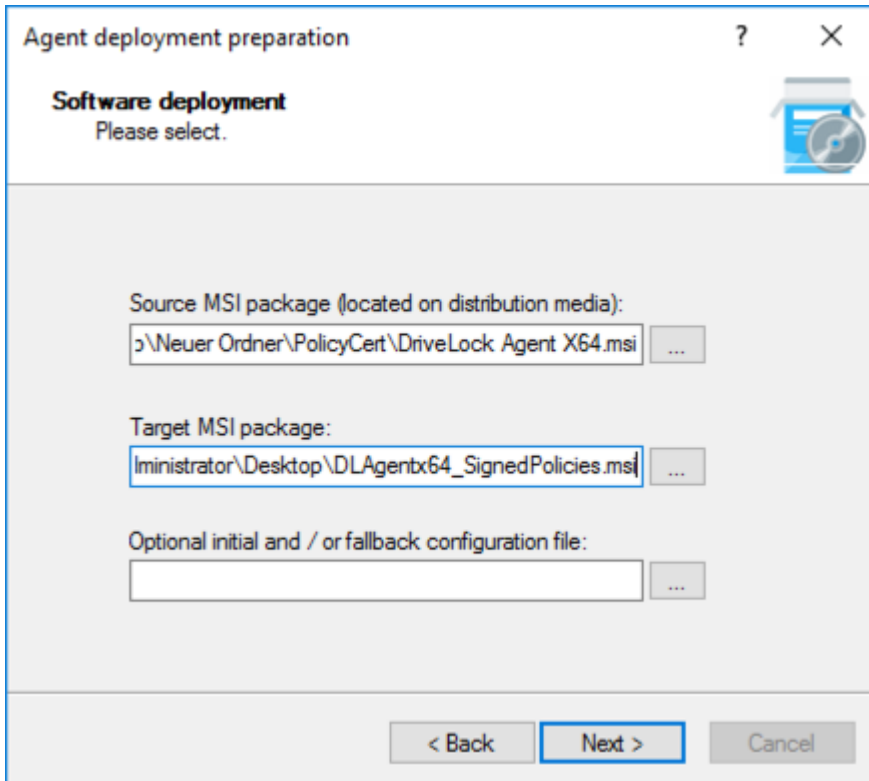 Agent deployment preparation ? ×
Software deployment
Please select.
Source MSI package (located on distribution media):
\Neuer Ordner\PolicyCert\DriveLock Agent X64.msi ...
Target MSI package:
lministrator\Desktop\DLAgentx64_SignedPolicies.msi ...
Optional initial and / or fallback configuration file:
...
< Back Next > Cancel